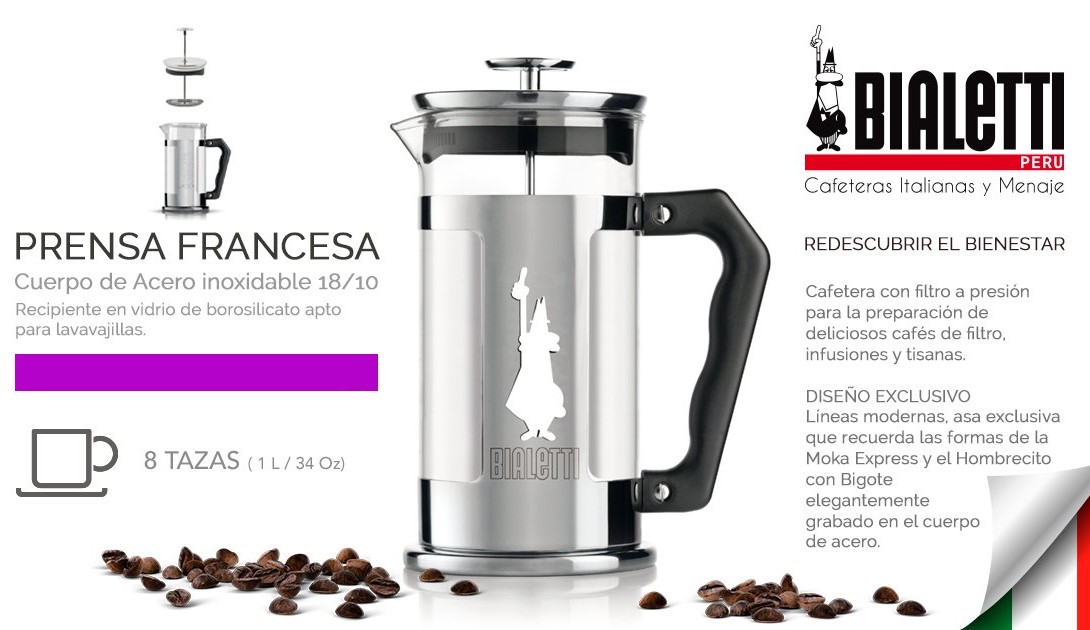 PRENSA FRANCESA
Cuerpo de Acero inoxidable 18/10
Recipiente en vidrio de borosilicato apto
para lavavajillas.
8 TAZAS ( 1 L / 34 Oz)
BIALETTI
BIALETTI
PERU
Cafeteras Italianas y Menaje
REDESCUBRIR EL BIENESTAR
Cafetera con filtro a presión
para la preparación de
deliciosos cafés de filtro,
infusiones y tisanas.
DISEÑO EXCLUSIVO
Líneas modernas, asa exclusiva
que recuerda las formas de la
Moka Express y el Hombrecito
con Bigote
elegantemente
grabado en el cuerpo
de acero.